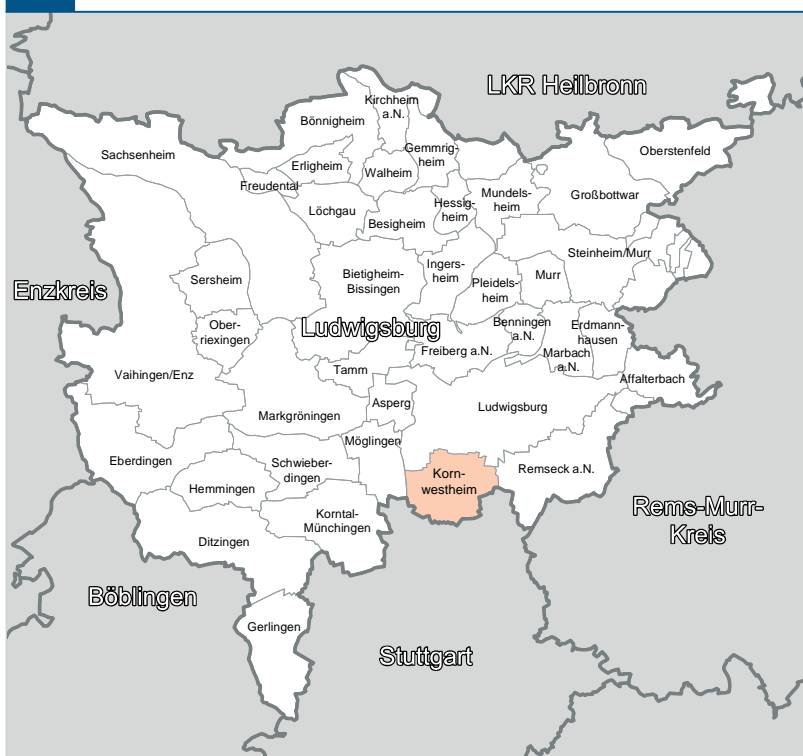 LKR Heilbronn
Kirchheim
a.N.
Bönnigheim
Gemmrig-
heim
Oberstenfeld
Sachsenheim
Erligheim
Walheim
Freudental
Mundels-
heim
Großbottwar
Hessig-
heim
Löchgau
Besigheim
Steinheim/Murr
Enzkreis
Sersheim
Bietigheim-
Bissingen
Ingers-
heim
Pleidels-
heim
Murr
Ober-
riexingen
Ludwigsburg
Benningen
a.N.
Erdmann-
hausen
Freiberg a.N.
Marbach
a.N.
Vaihingen/Enz
Tamm
Affalterbach
Asperg
Ludwigsburg
Markgröningen
Möglingen
Eberdingen
Schwieber-
dingen
Hemmingen
Korn-
westheim
Remseck a.N.
Korntal-
Münchingen
Rems-Murr-
Kreis
Ditzingen
Böblingen
Gerlingen
Stuttgart